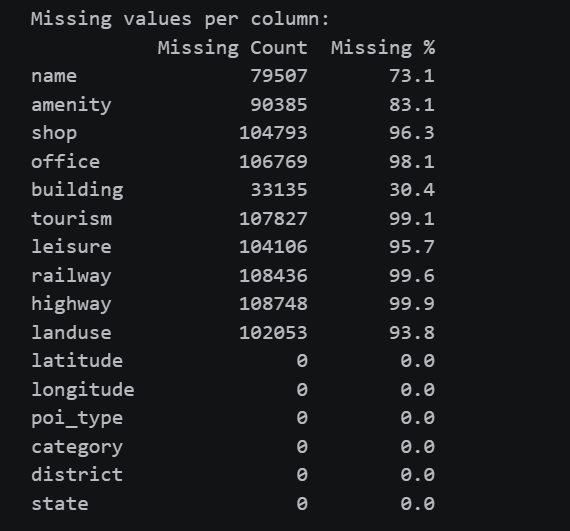 Missing values per column:
Missing Count Missing %
name 79507 73.1
amenity 90385 83.1
shop 104793 96.3
office 106769 98.1
building 33135 30.4
tourism 107827 99.1
leisure 104106 95.7
railway 108436 99.6
highway 108748 99.9
landuse 102053 93.8
latitude 0 0.0
longitude 0 0.0
poi_type 0 0.0
category 0 0.0
district 0 0.0
state 0 0.0